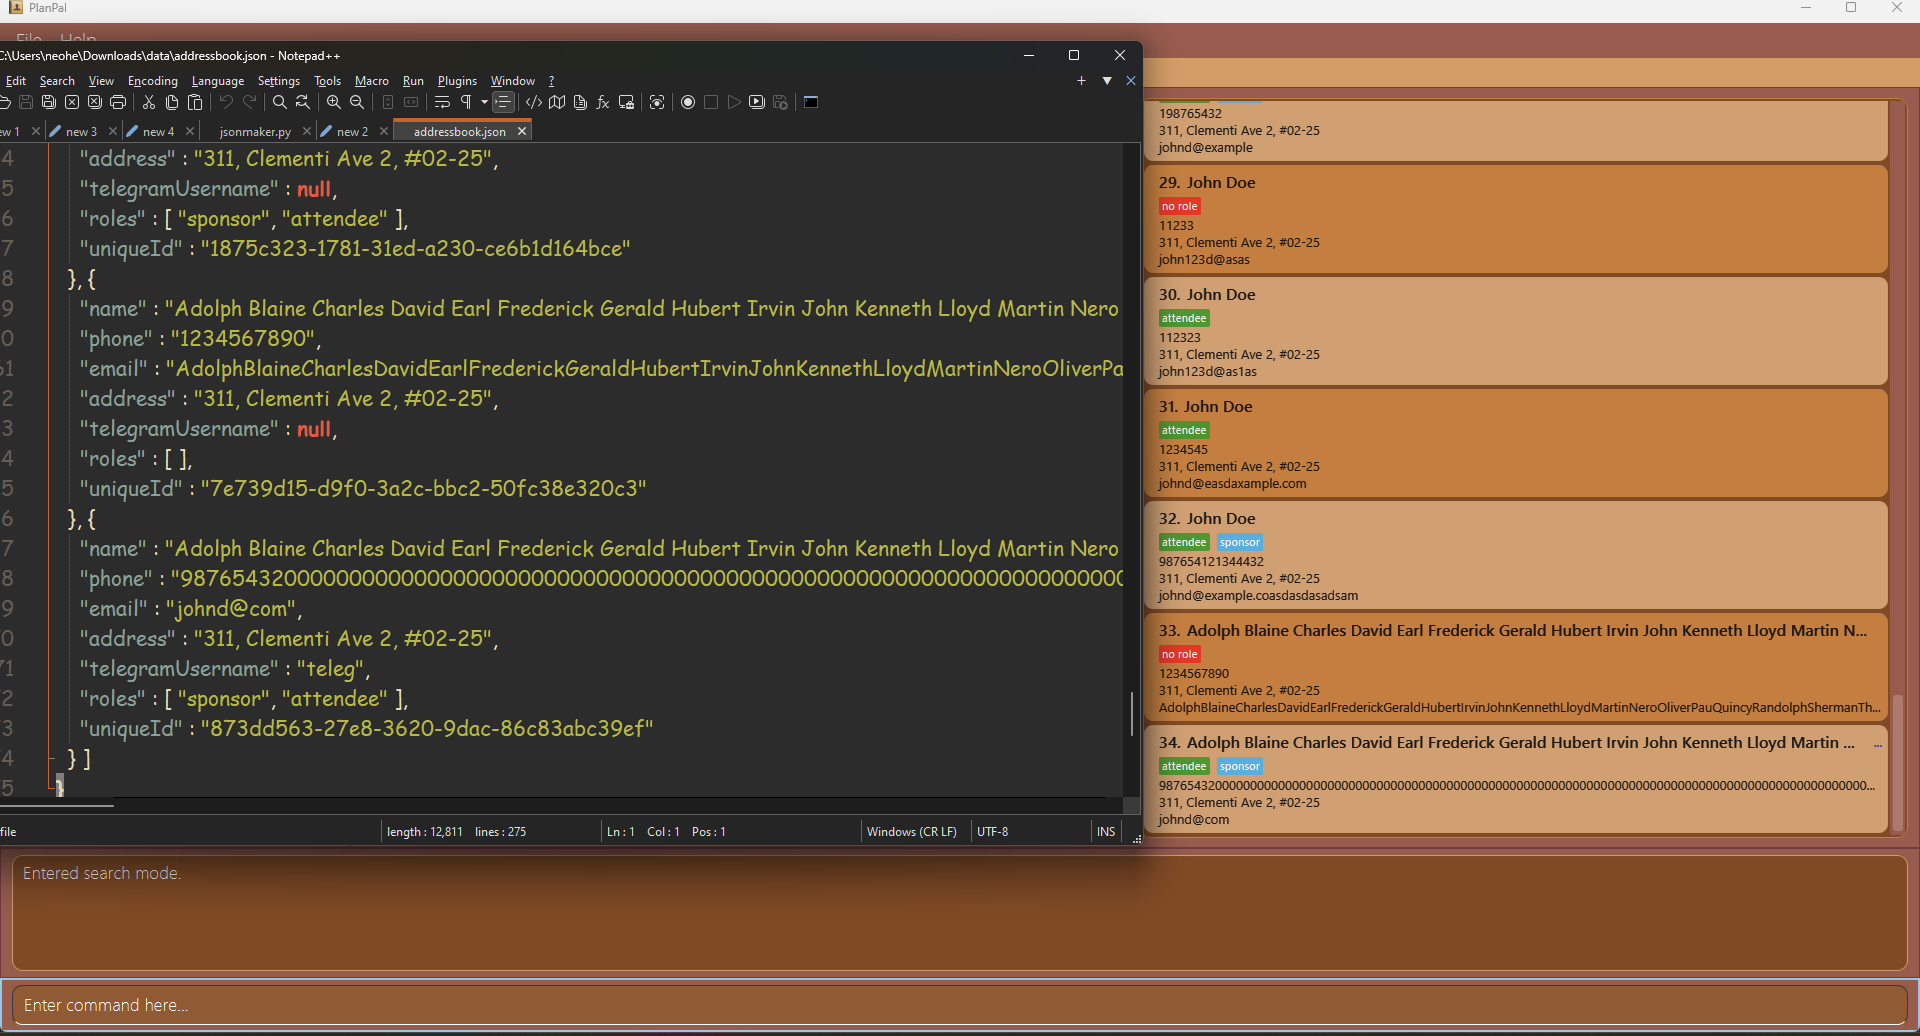 PlanPal
File Help
C:\Users\neohe\Downloads\data\addressbook.json - Notepad++
Edit Search View Encoding Language Settings Tools Macro Run Plugins Window ?
new 3 new 4 jsonmaker.py new 2 addressbook.json
4 "address" : "311, Clementi Ave 2, #02-25",
5 "telegramUsername" : null,
6 "roles" : [ "sponsor", "attendee" ],
7 "uniqueId" : "1875c323-1781-31ed-a230-ce6b1d164bce"
8 }, {
9 "name" : "Adolph Blaine Charles David Earl Frederick Gerald Hubert Irvin John Kenneth Lloyd Martin Nero
0 "phone" : "1234567890",
61 "email" : "AdolphBlaineCharlesDavidEarlFrederickGeraldHubertIrvinJohnKennethLloydMartinNeroOliverPa
2 "address" : "311, Clementi Ave 2, #02-25",
3 "telegramUsername" : null,
4 "roles" : [ ],
5 "uniqueId" : "7e739d15-d9f0-3a2c-bbc2-50fc38e320c3"
6 }, {
7 "name" : "Adolph Blaine Charles David Earl Frederick Gerald Hubert Irvin John Kenneth Lloyd Martin Nero
8 "phone" :
9 "email" : "johnd@com",
0 "address" : "311, Clementi Ave 2, #02-25",
71 "telegramUsername" : "teleg",
2 "roles" : [ "sponsor", "attendee" ],
3 "uniqueId" : "873dd563-27e8-3620-9dac-86c83abc39ef"
4 } ]
5 }
file length : 12,811 lines : 275 Ln : 1 Col : 1 Pos : 1 Windows (CR LF) UTF-8 INS
198765432
311, Clementi Ave 2, #02-25
johnd@example
29. John Doe
no role
11233
311, Clementi Ave 2, #02-25
john123d@asas
30. John Doe
attendee
112323
311, Clementi Ave 2, #02-25
john123d@as1as
31. John Doe
attendee
1234545
311, Clementi Ave 2, #02-25
johnd@easdaxample.com
32. John Doe
attendee sponsor
987654121344432
311, Clementi Ave 2, #02-25
johnd@example.coasdasdasadsam
33. Adolph Blaine Charles David Earl Frederick Gerald Hubert Irvin John Kenneth Lloyd Martin N...
no role
1234567890
311, Clementi Ave 2, #02-25
AdolphBlaineCharlesDavidEarlFrederickGeraldHubertIrvinJohnKennethLloydMartinNeroOliverPauQuincyRandolphShermanTh...
34. Adolph Blaine Charles David Earl Frederick Gerald Hubert Irvin John Kenneth Lloyd Martin ... ...
attendee sponsor
311, Clementi Ave 2, #02-25
johnd@com
Entered search mode.
Enter command here...